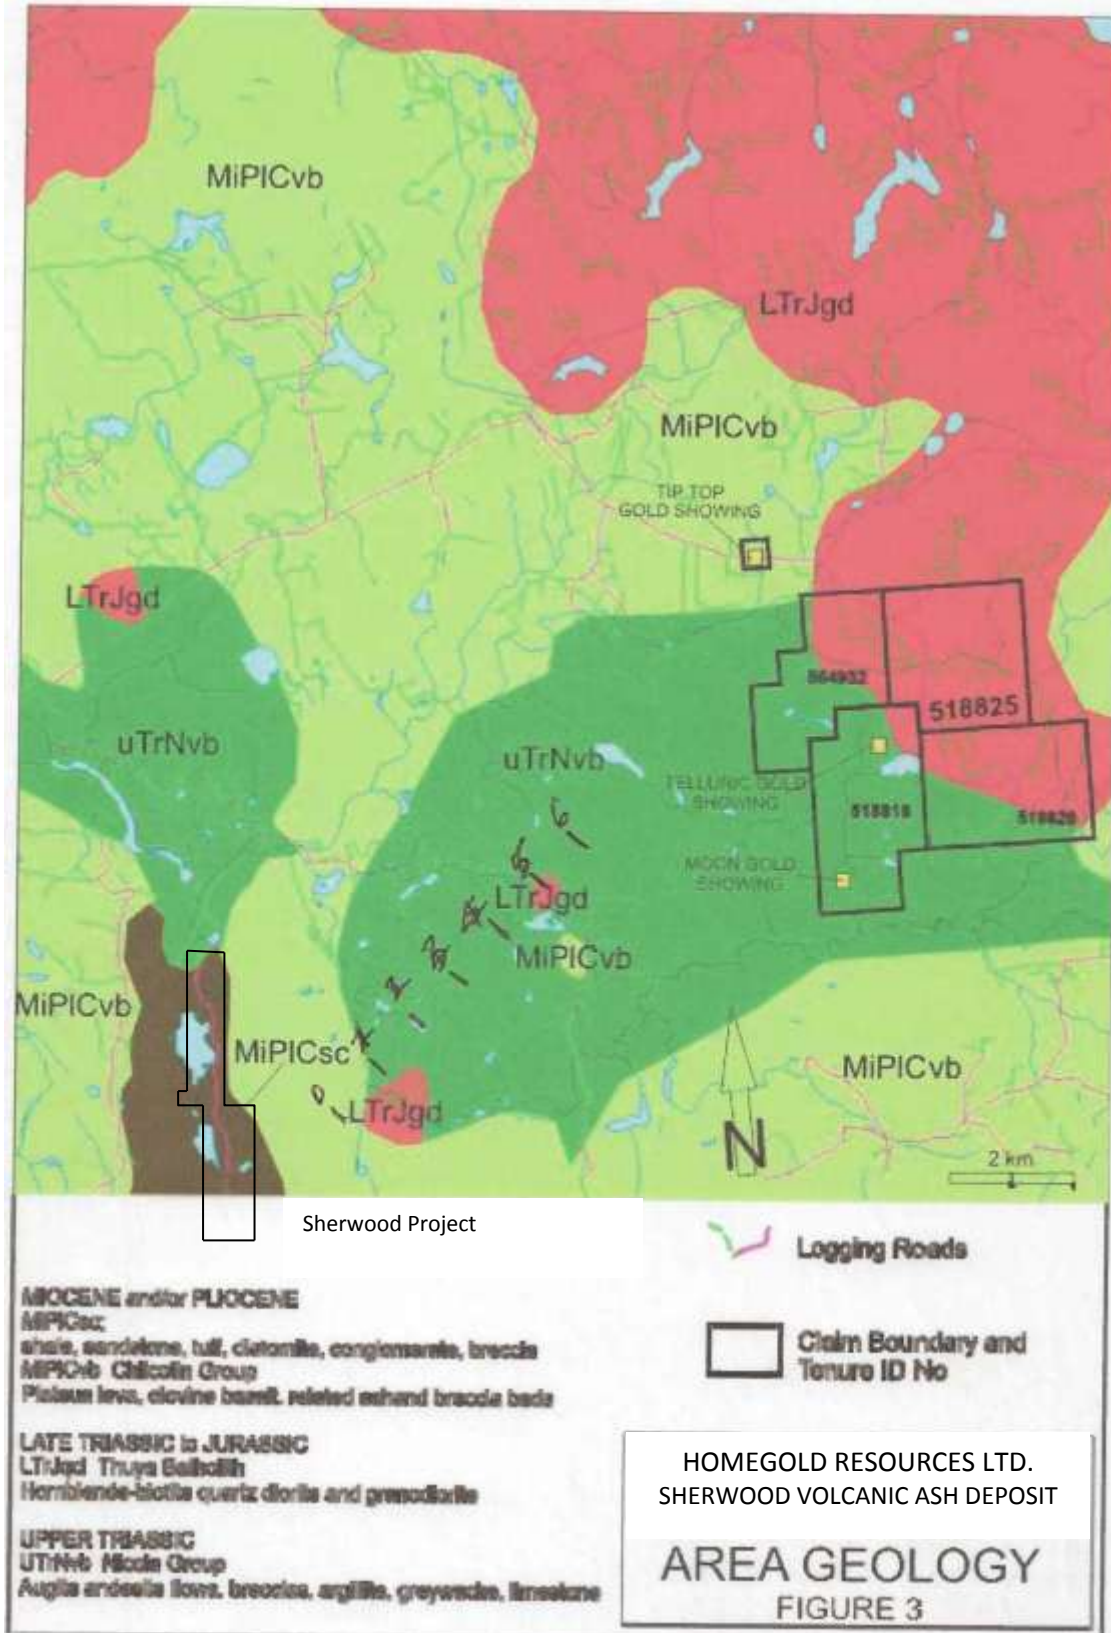 MiPlCvb
LTrJgd
MiPlCvb
TIP TOP
GOLD SHOWING
LTrJgd
564932
518825
uTrNvb
uTrNvb
TELLURIC GOLD
SHOWING
518818
MOON GOLD
SHOWING
LTrJgd
MiPlCvb
MiPlCvb
MiPlCsc
MiPlCvb
LTrJgd
N
2 km
Sherwood Project
Logging Roads
Claim Boundary and
Tenure ID No
MIOCENE and/or PLIOCENE
MiPlCsc
shale, sandstone, tuff, diatomite, conglomerate, breccia
MiPlCvb Chilcotin Group
Plateau lava, olivine basalt, related ash and breccia beds
LATE TRIASSIC to JURASSIC
LTrJgd Thuya Batholith
Hornblende-biotite quartz diorite and granodiorite
UPPER TRIASSIC
UTrNvb Nicola Group
Augite andesite flows, breccias, argillite, greywacke, limestone
HOMEGOLD RESOURCES LTD.
SHERWOOD VOLCANIC ASH DEPOSIT
AREA GEOLOGY
FIGURE 3